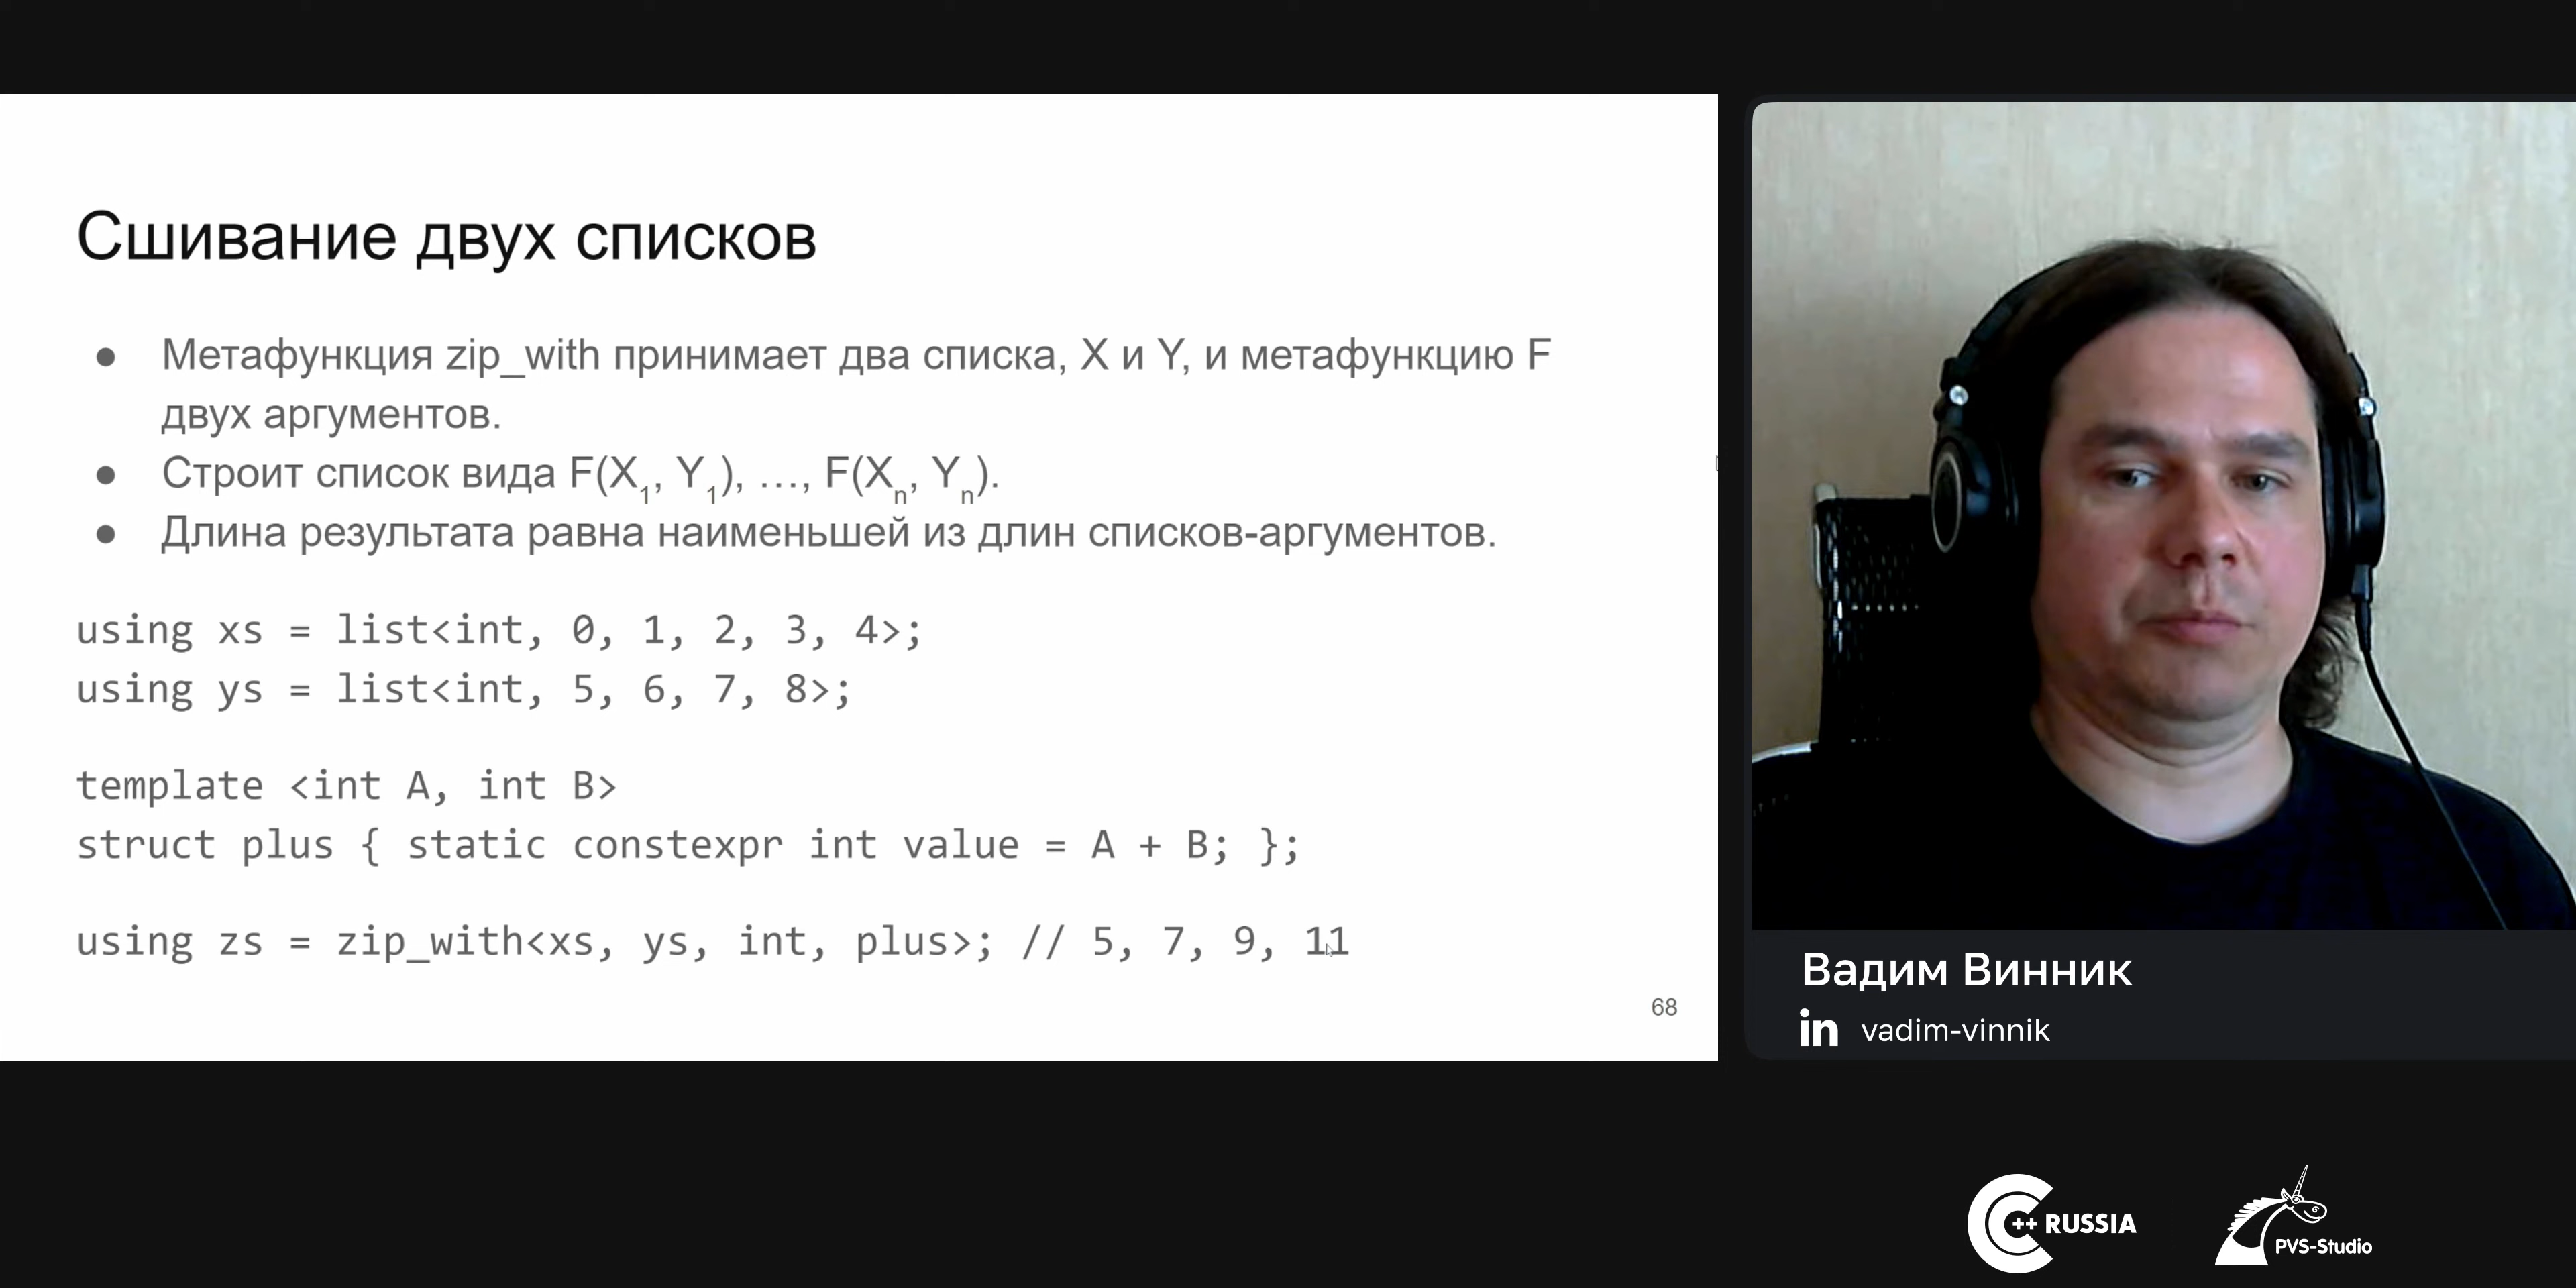 Сшивание двух списков
● Метафункция zip_with принимает два списка, X и Y, и метафункцию F
двух аргументов.
● Строит список вида F(X₁, Y₁), …, F(Xₙ, Yₙ).
● Длина результата равна наименьшей из длин списков-аргументов.
using xs = list<int, 0, 1, 2, 3, 4>;
using ys = list<int, 5, 6, 7, 8>;
template <int A, int B>
struct plus { static constexpr int value = A + B; };
using zs = zip_with<xs, ys, int, plus>; // 5, 7, 9, 11
68
Вадим Винник
in vadim-vinnik
C++ RUSSIA
PVS-Studio